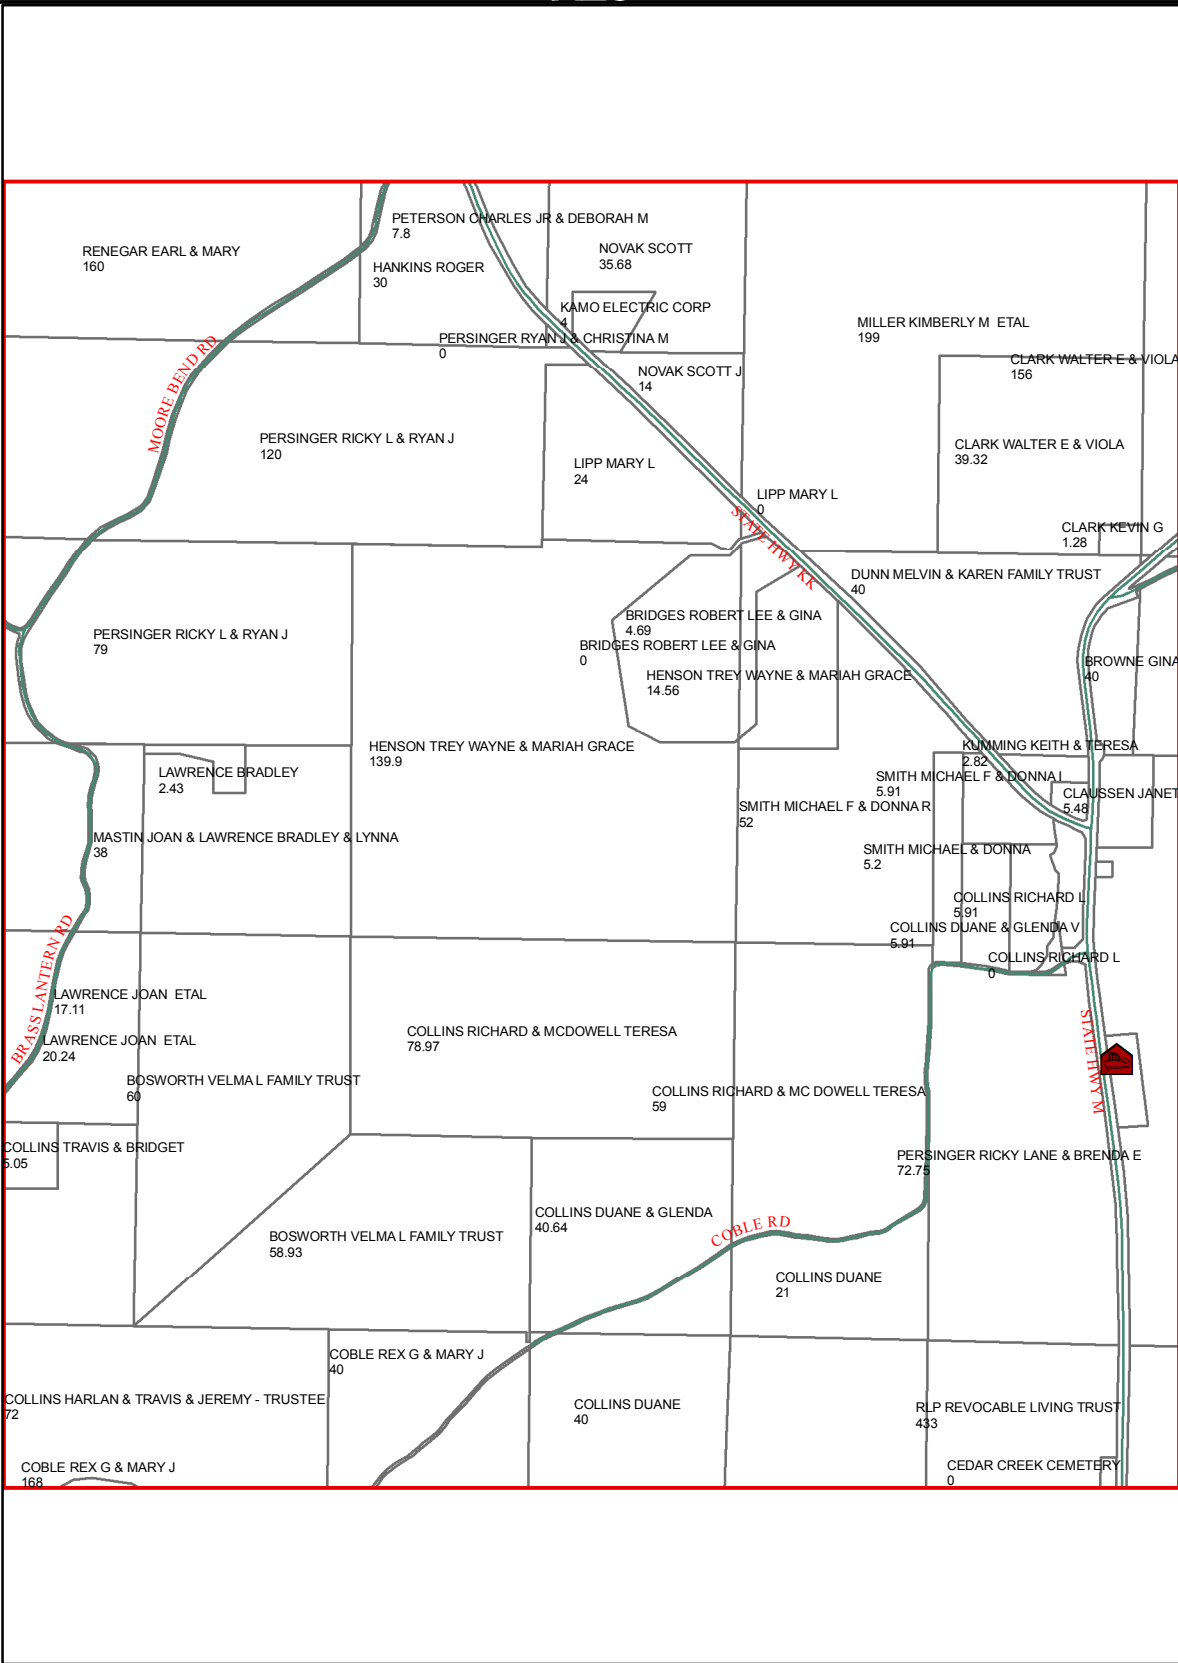 PETERSON CHARLES JR & DEBORAH M
7.8
RENEGAR EARL & MARY
160
NOVAK SCOTT
35.68
HANKINS ROGER
30
KAMO ELECTRIC CORP
4
MILLER KIMBERLY M ETAL
199
PERSINGER RYAN J & CHRISTINA M
0
CLARK WALTER E & VIOLA
156
NOVAK SCOTT J
14
MOORE BEND RD
PERSINGER RICKY L & RYAN J
120
CLARK WALTER E & VIOLA
39.32
LIPP MARY L
24
LIPP MARY L
0
STATE HWY KK
CLARK KEVIN G
1.28
DUNN MELVIN & KAREN FAMILY TRUST
40
BRIDGES ROBERT LEE & GINA
4.69
PERSINGER RICKY L & RYAN J
79
BRIDGES ROBERT LEE & GINA
0
BROWNE GINA
40
HENSON TREY WAYNE & MARIAH GRACE
14.56
HENSON TREY WAYNE & MARIAH GRACE
139.9
KUMMING KEITH & TERESA
2.82
LAWRENCE BRADLEY
2.43
SMITH MICHAEL F & DONNA I
5.91
CLAUSSEN JANET
5.48
SMITH MICHAEL F & DONNA R
52
MASTIN JOAN & LAWRENCE BRADLEY & LYNNA
38
SMITH MICHAEL & DONNA
5.2
COLLINS RICHARD L
5.91
COLLINS DUANE & GLENDA V
5.91
COLLINS RICHARD L
0
BRASS LANTERN RD
LAWRENCE JOAN ETAL
17.11
LAWRENCE JOAN ETAL
20.24
COLLINS RICHARD & MCDOWELL TERESA
78.97
STATE HWY M
BOSWORTH VELMA L FAMILY TRUST
60
COLLINS RICHARD & MC DOWELL TERESA
59
COLLINS TRAVIS & BRIDGET
5.05
PERSINGER RICKY LANE & BRENDA E
72.75
COLLINS DUANE & GLENDA
40.64
COBLE RD
BOSWORTH VELMA L FAMILY TRUST
58.93
COLLINS DUANE
21
COBLE REX G & MARY J
40
COLLINS HARLAN & TRAVIS & JEREMY - TRUSTEE
72
COLLINS DUANE
40
RLP REVOCABLE LIVING TRUST
433
COBLE REX G & MARY J
168
CEDAR CREEK CEMETERY
0